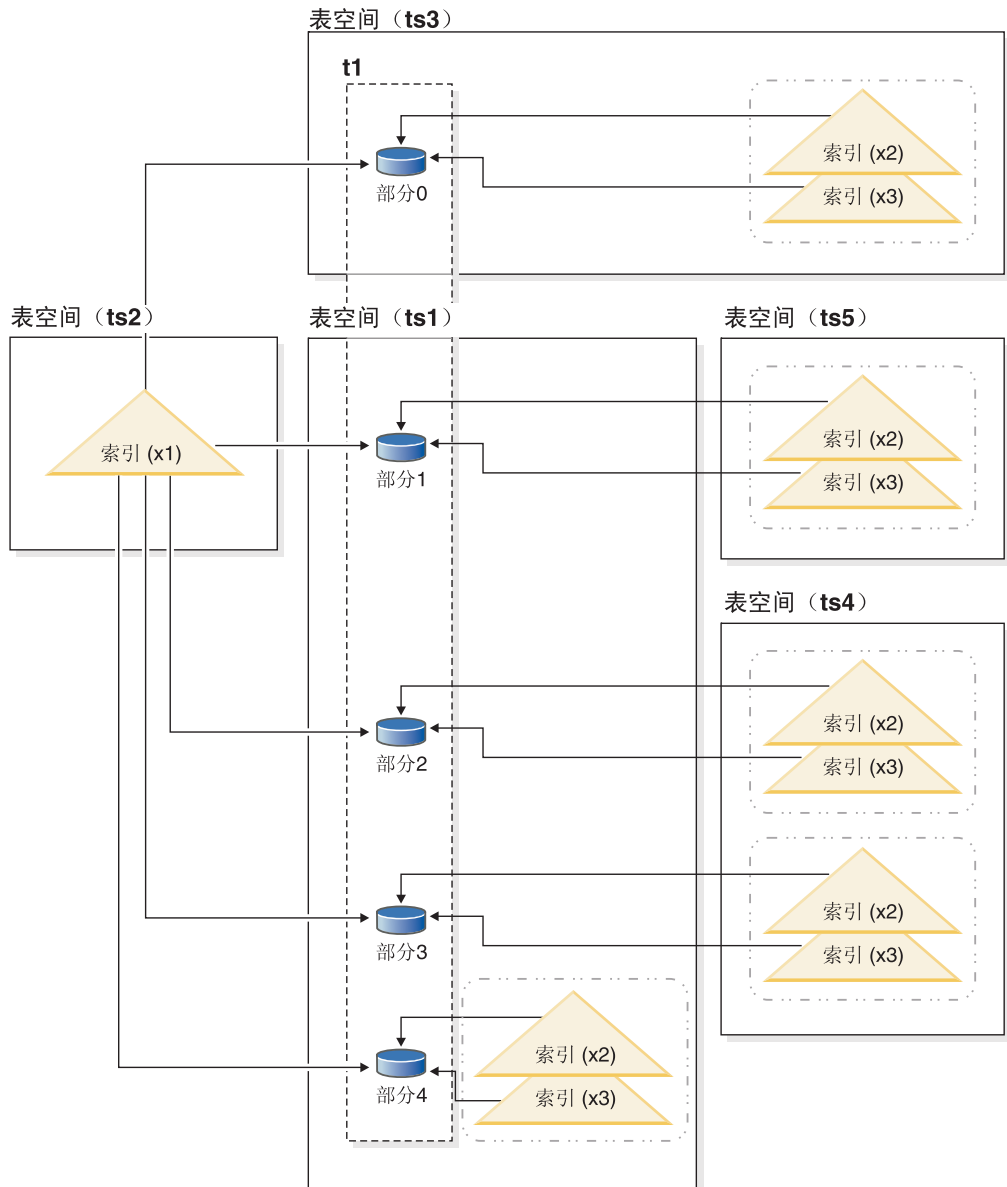 表空间（ts3）
t1
部分0
索引 (x2)
索引 (x3)
表空间（ts2）
索引 (x1)
表空间（ts1）
部分1
表空间（ts5）
索引 (x2)
索引 (x3)
表空间（ts4）
部分2
索引 (x2)
索引 (x3)
部分3
索引 (x2)
索引 (x3)
部分4
索引 (x2)
索引 (x3)